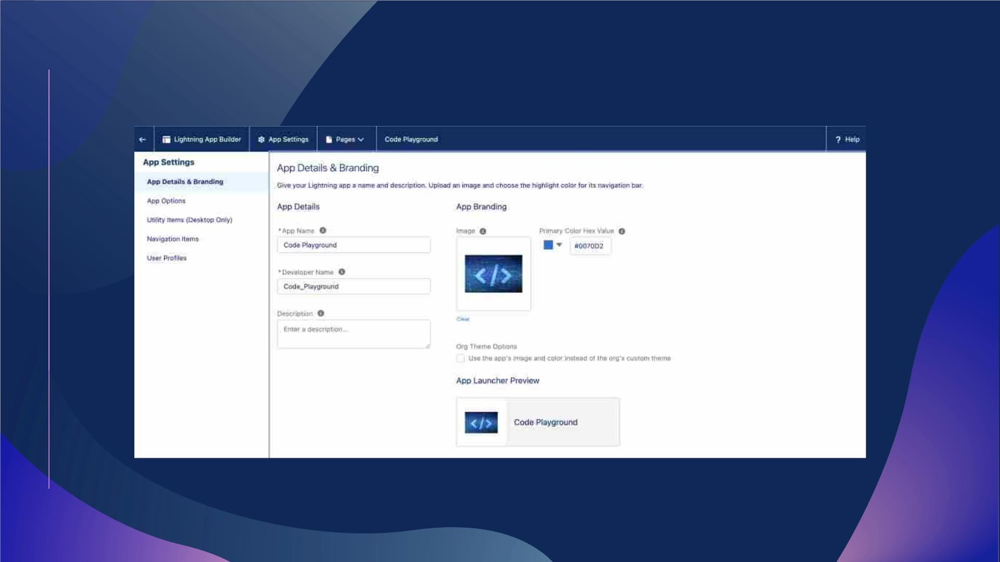 Lightning App Builder
App Settings
Pages
Code Playground
? Help
App Settings
App Details & Branding
App Options
Utility Items (Desktop Only)
Navigation Items
User Profiles
App Details & Branding
Give your Lightning app a name and description. Upload an image and choose the highlight color for its navigation bar.
App Details
*App Name
Code Playground
*Developer Name
Code_Playground
Description
Enter a description...
App Branding
Image
</>
Clear
Primary Color Hex Value
#0070D2
Org Theme Options
Use the app's image and color instead of the org's custom theme
App Launcher Preview
</>
Code Playground